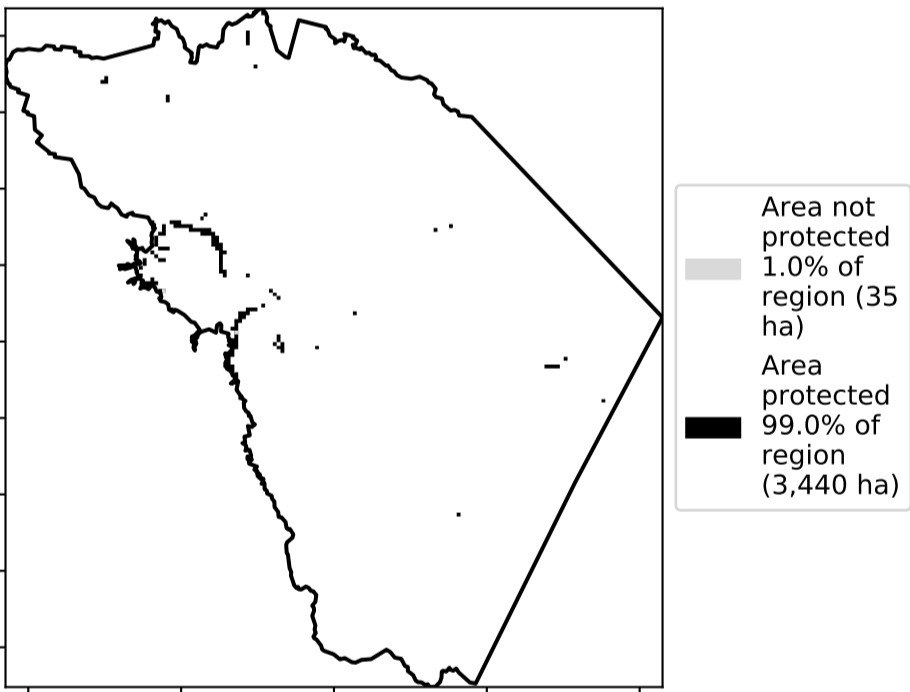 Area not
protected
1.0% of
region (35
ha)
Area
protected
99.0% of
region
(3,440 ha)